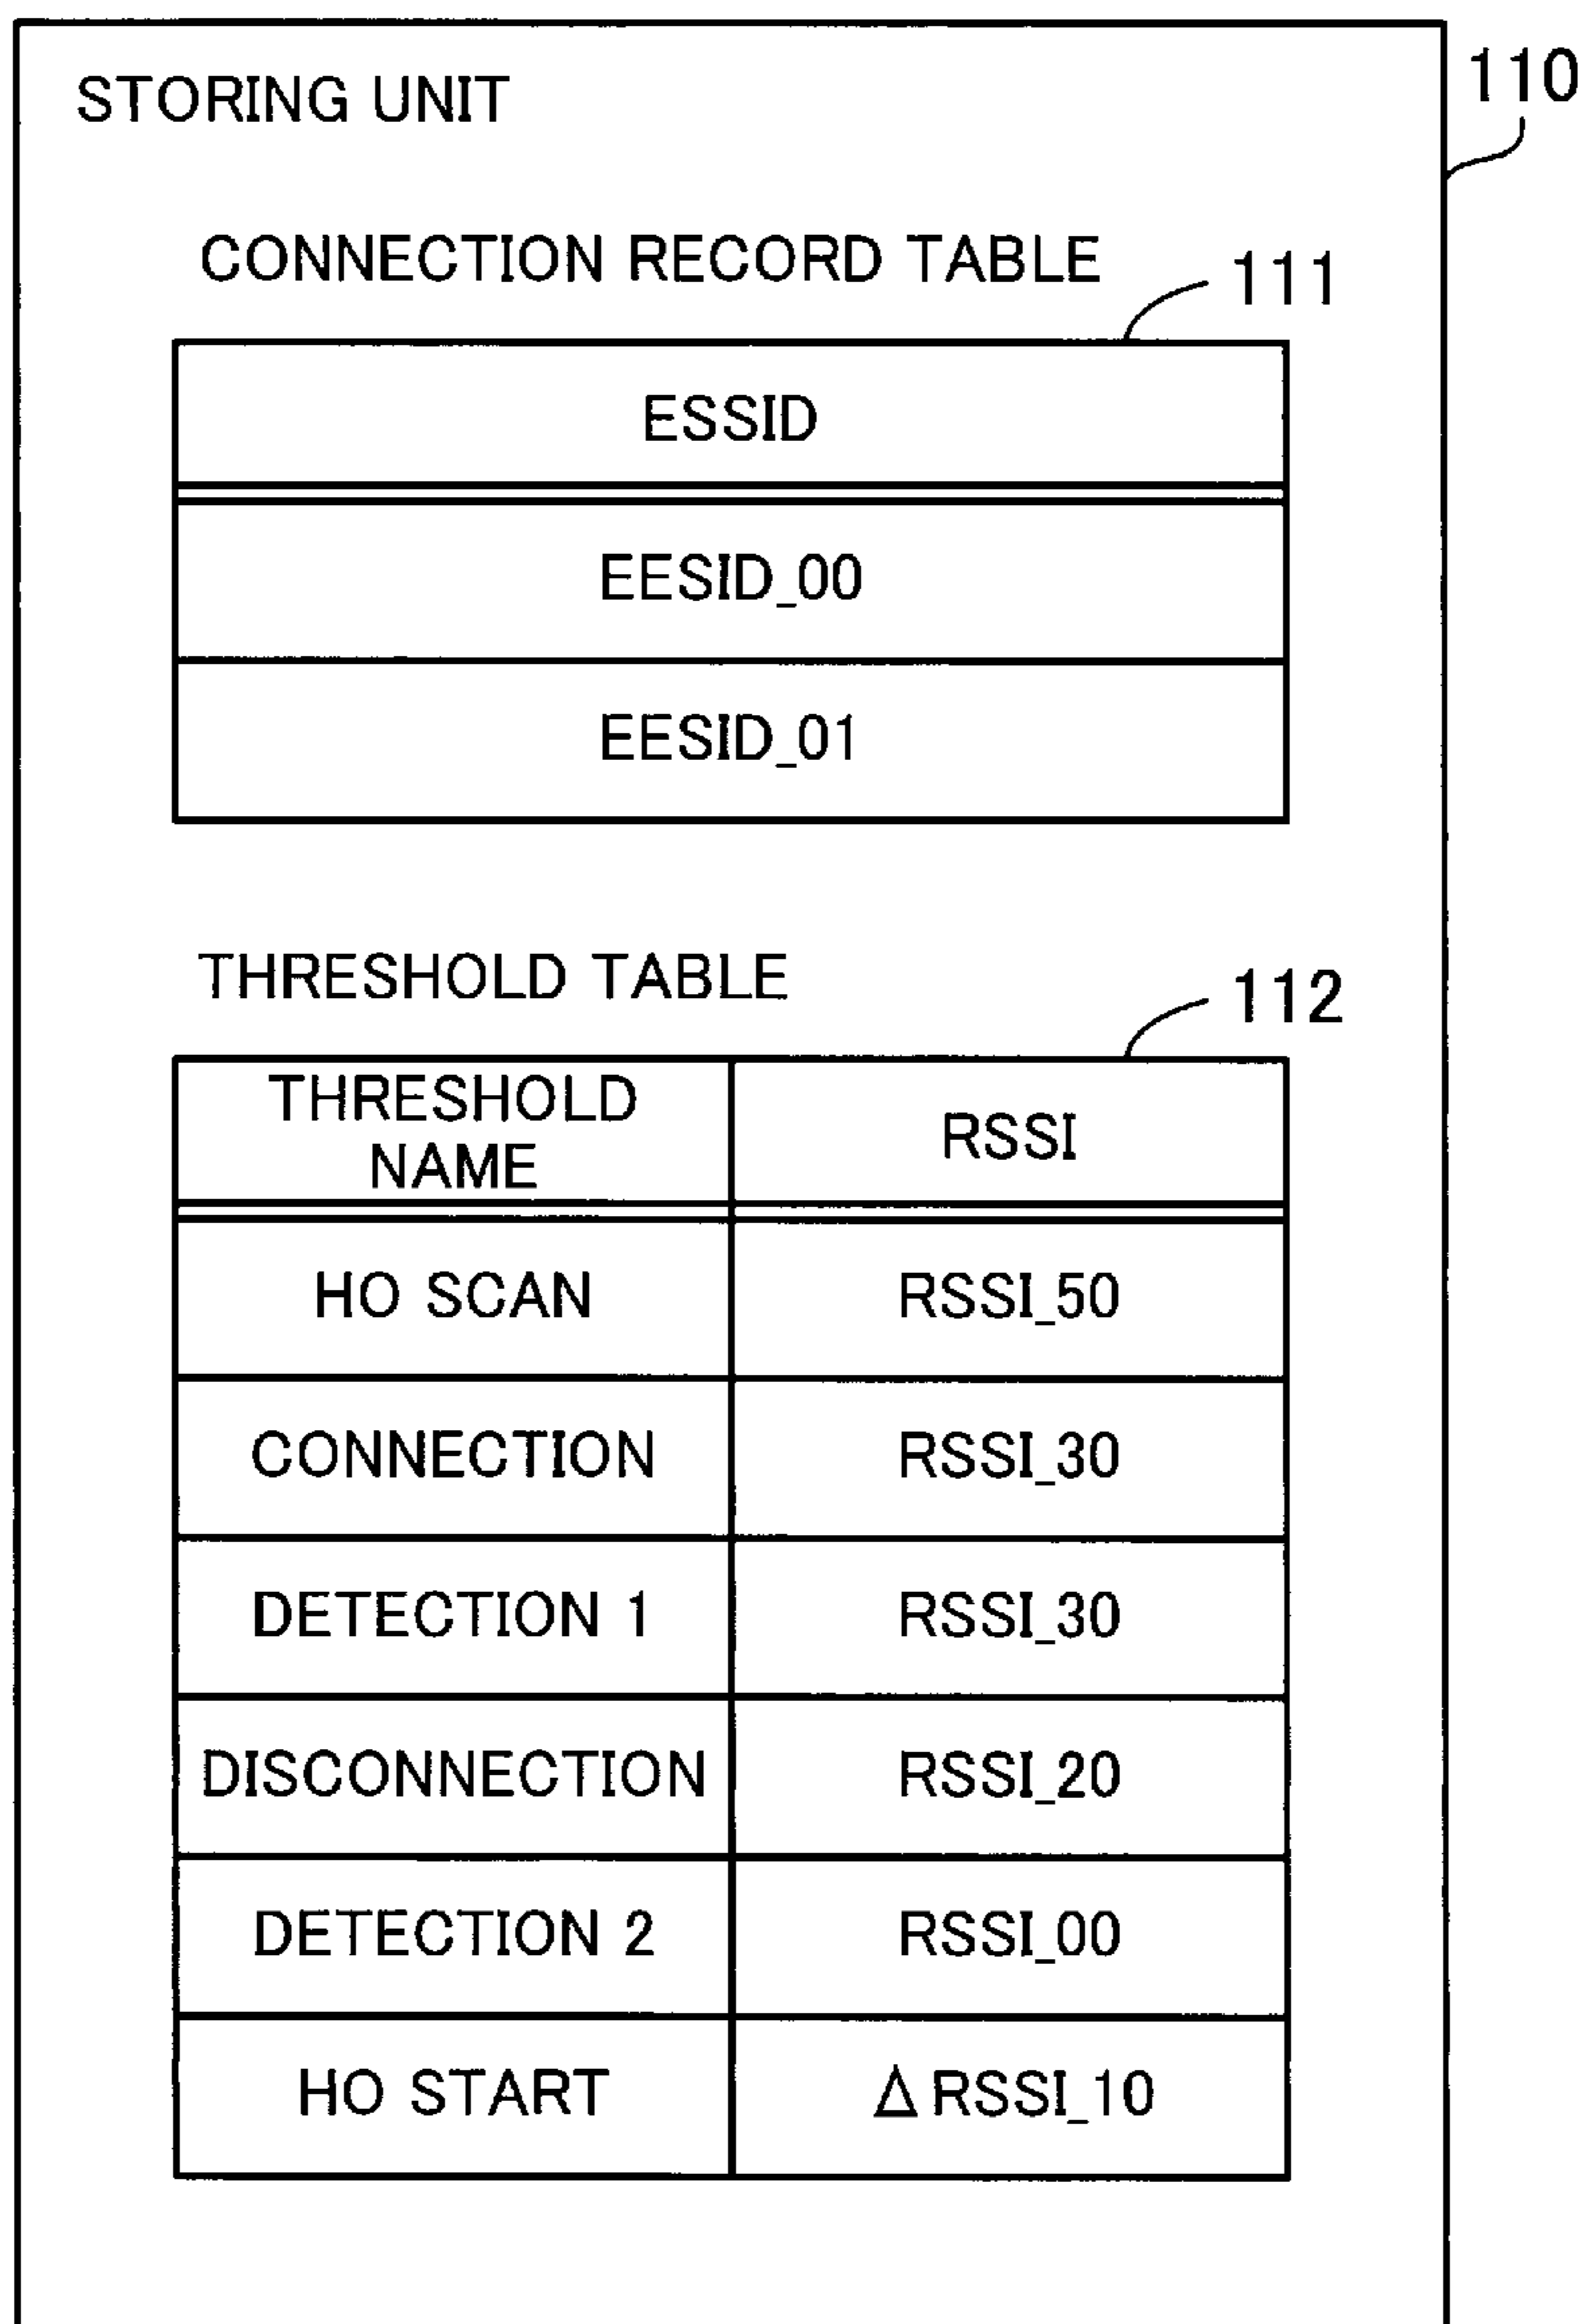 STORING UNIT
110
CONNECTION RECORD TABLE
111
ESSID
EESID_00
EESID_01
THRESHOLD TABLE
112
THRESHOLD
NAME
RSSI
HO SCAN
RSSI_50
CONNECTION
RSSI_30
DETECTION 1
RSSI_30
DISCONNECTION
RSSI_20
DETECTION 2
RSSI_00
HO START
Δ RSSI_10